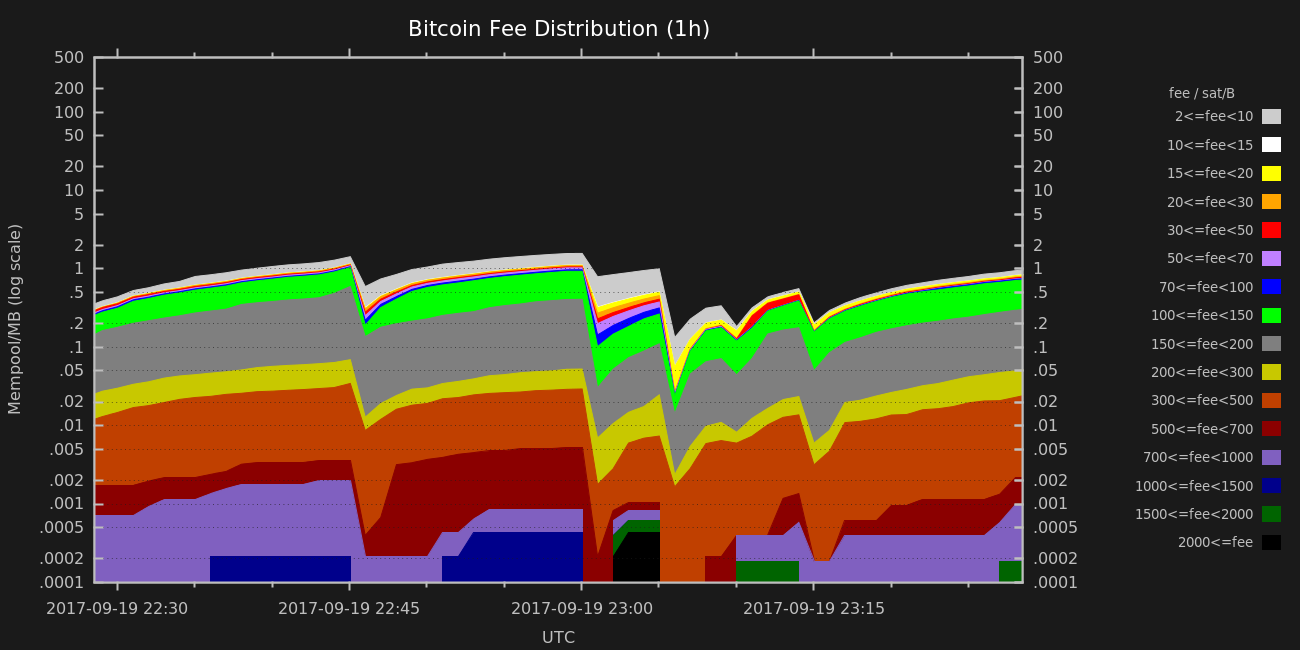 Bitcoin Fee Distribution (1h)
Mempool/MB (log scale)
500
200
100
50
20
10
5
2
1
.5
.2
.1
.05
.02
.01
.005
.002
.001
.0005
.0002
.0001
500
200
100
50
20
10
5
2
1
.5
.2
.1
.05
.02
.01
.005
.002
.001
.0005
.0002
.0001
2017-09-19 22:30 2017-09-19 22:45 2017-09-19 23:00 2017-09-19 23:15
UTC
fee / sat/B
2<=fee<10
10<=fee<15
15<=fee<20
20<=fee<30
30<=fee<50
50<=fee<70
70<=fee<100
100<=fee<150
150<=fee<200
200<=fee<300
300<=fee<500
500<=fee<700
700<=fee<1000
1000<=fee<1500
1500<=fee<2000
2000<=fee